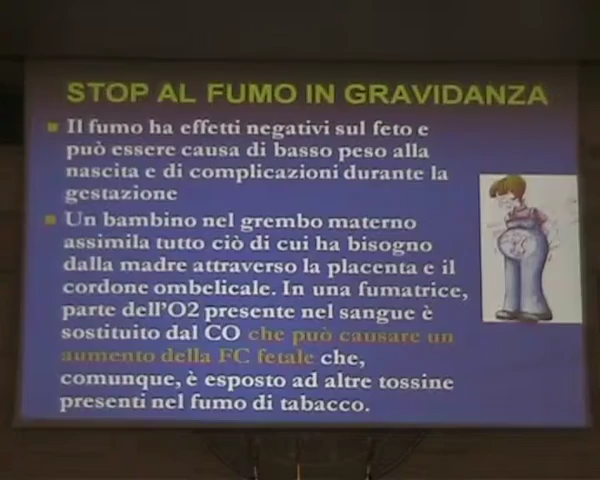 STOP AL FUMO IN GRAVIDANZA
Il fumo ha effetti negativi sul feto e
può essere causa di basso peso alla
nascita e di complicazioni durante la
gestazione
Un bambino nel grembo materno
assimila tutto ciò di cui ha bisogno
dalla madre attraverso la placenta e il
cordone ombelicale. In una fumatrice,
parte dell'O2 presente nel sangue è
sostituito dal CO che può causare un
aumento della FC fetale che,
comunque, è esposto ad altre tossine
presenti nel fumo di tabacco.